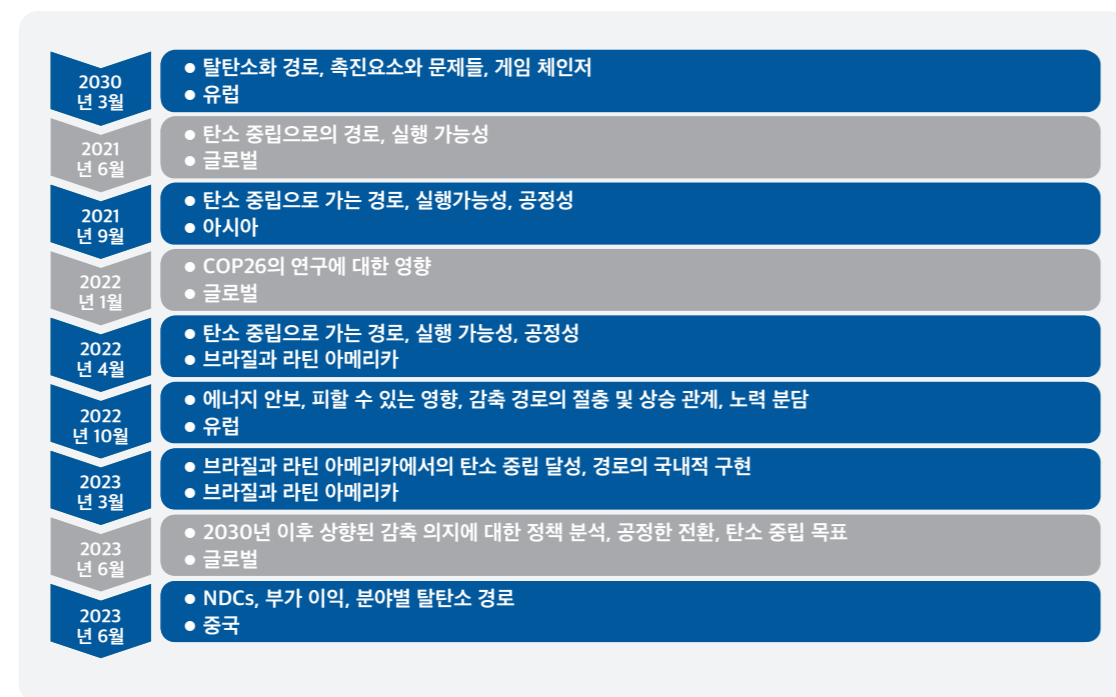 2030
년 3월
● 탈탄소화 경로, 촉진요소와 문제들, 게임 체인저
● 유럽
2021
년 6월
● 탄소 중립으로의 경로, 실행 가능성
● 글로벌
2021
년 9월
● 탄소 중립으로 가는 경로, 실행가능성, 공정성
● 아시아
2022
년 1월
● COP26의 연구에 대한 영향
● 글로벌
2022
년 4월
● 탄소 중립으로 가는 경로, 실행 가능성, 공정성
● 브라질과 라틴 아메리카
2022
년 10월
● 에너지 안보, 피할 수 있는 영향, 감축 경로의 절충 및 상승 관계, 노력 분담
● 유럽
2023
년 3월
● 브라질과 라틴 아메리카에서의 탄소 중립 달성, 경로의 국내적 구현
● 브라질과 라틴 아메리카
2023
년 6월
● 2030년 이후 상향된 감축 의지에 대한 정책 분석, 공정한 전환, 탄소 중립 목표
● 글로벌
2023
년 6월
● NDCs, 부가 이익, 분야별 탈탄소 경로
● 중국